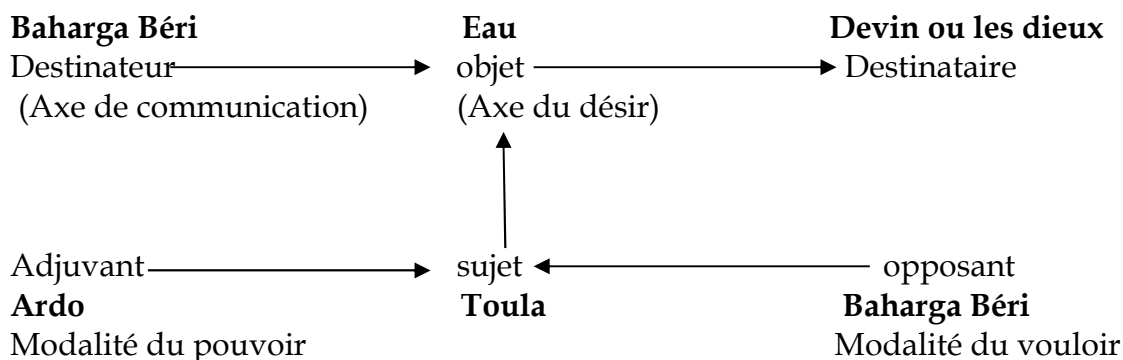 Baharga Béri Eau Devin ou les dieux
Destinateur objet Destinataire
(Axe de communication) (Axe du désir)
Adjuvant sujet opposant
Ardo Toula Baharga Béri
Modalité du pouvoir Modalité du vouloir